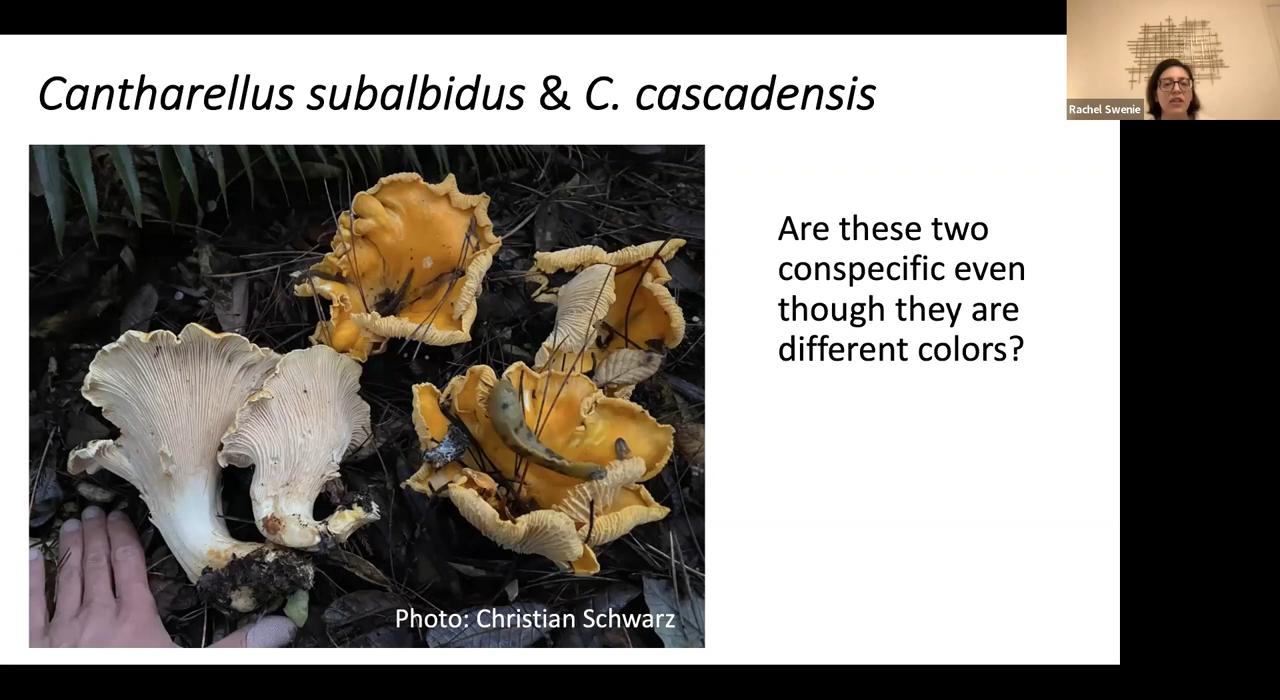 Cantharellus subalbidus & C. cascadensis
Rachel Swenie
Are these two
conspecific even
though they are
different colors?
Photo: Christian Schwarz